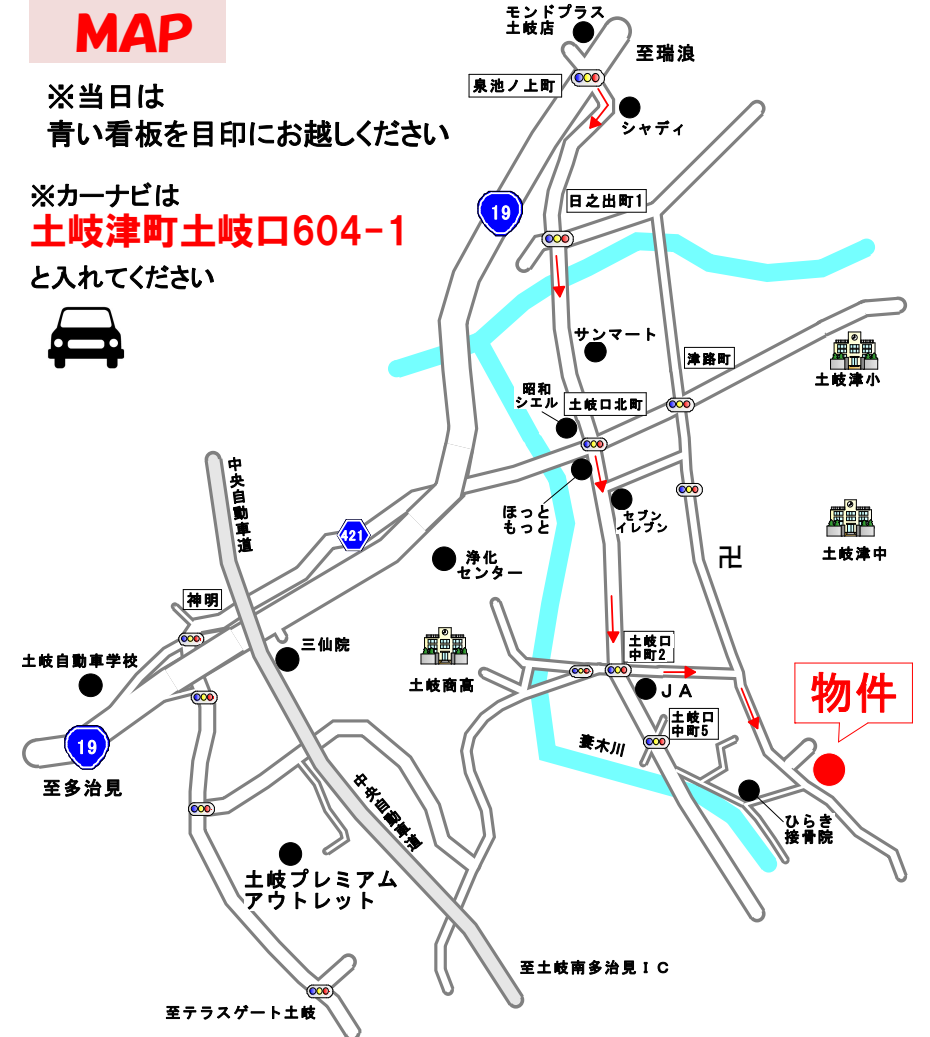 MAP
※当日は
青い看板を目印にお越しください
※カーナビは
土岐津町土岐口604-1
と入れてください
モンドプラス
土岐店
至瑞浪
泉池ノ上町
シャディ
日之出町1
19
サンマート
津路町
土岐津小
昭和
シエル
土岐口北町
中央自動車道
ほっと
もっと
セブン
イレブン
421
浄化
センター
卍
土岐津中
神明
三仙院
土岐自動車学校
土岐商高
土岐口
中町2
JA
物件
土岐口
中町5
19
至多治見
妻木川
中央自動車道
ひらき
接骨院
土岐プレミアム
アウトレット
至土岐南多治見IC
至テラスゲート土岐